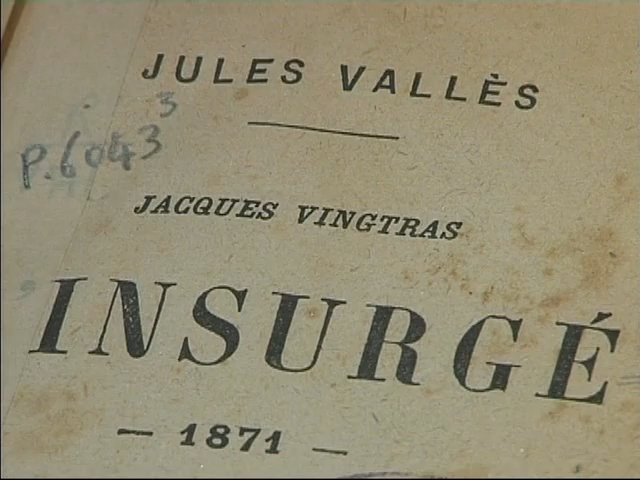 JULES VALLÈS
3
P.6043
JACQUES VINGTRAS
INSURGÉ
— 1871 —